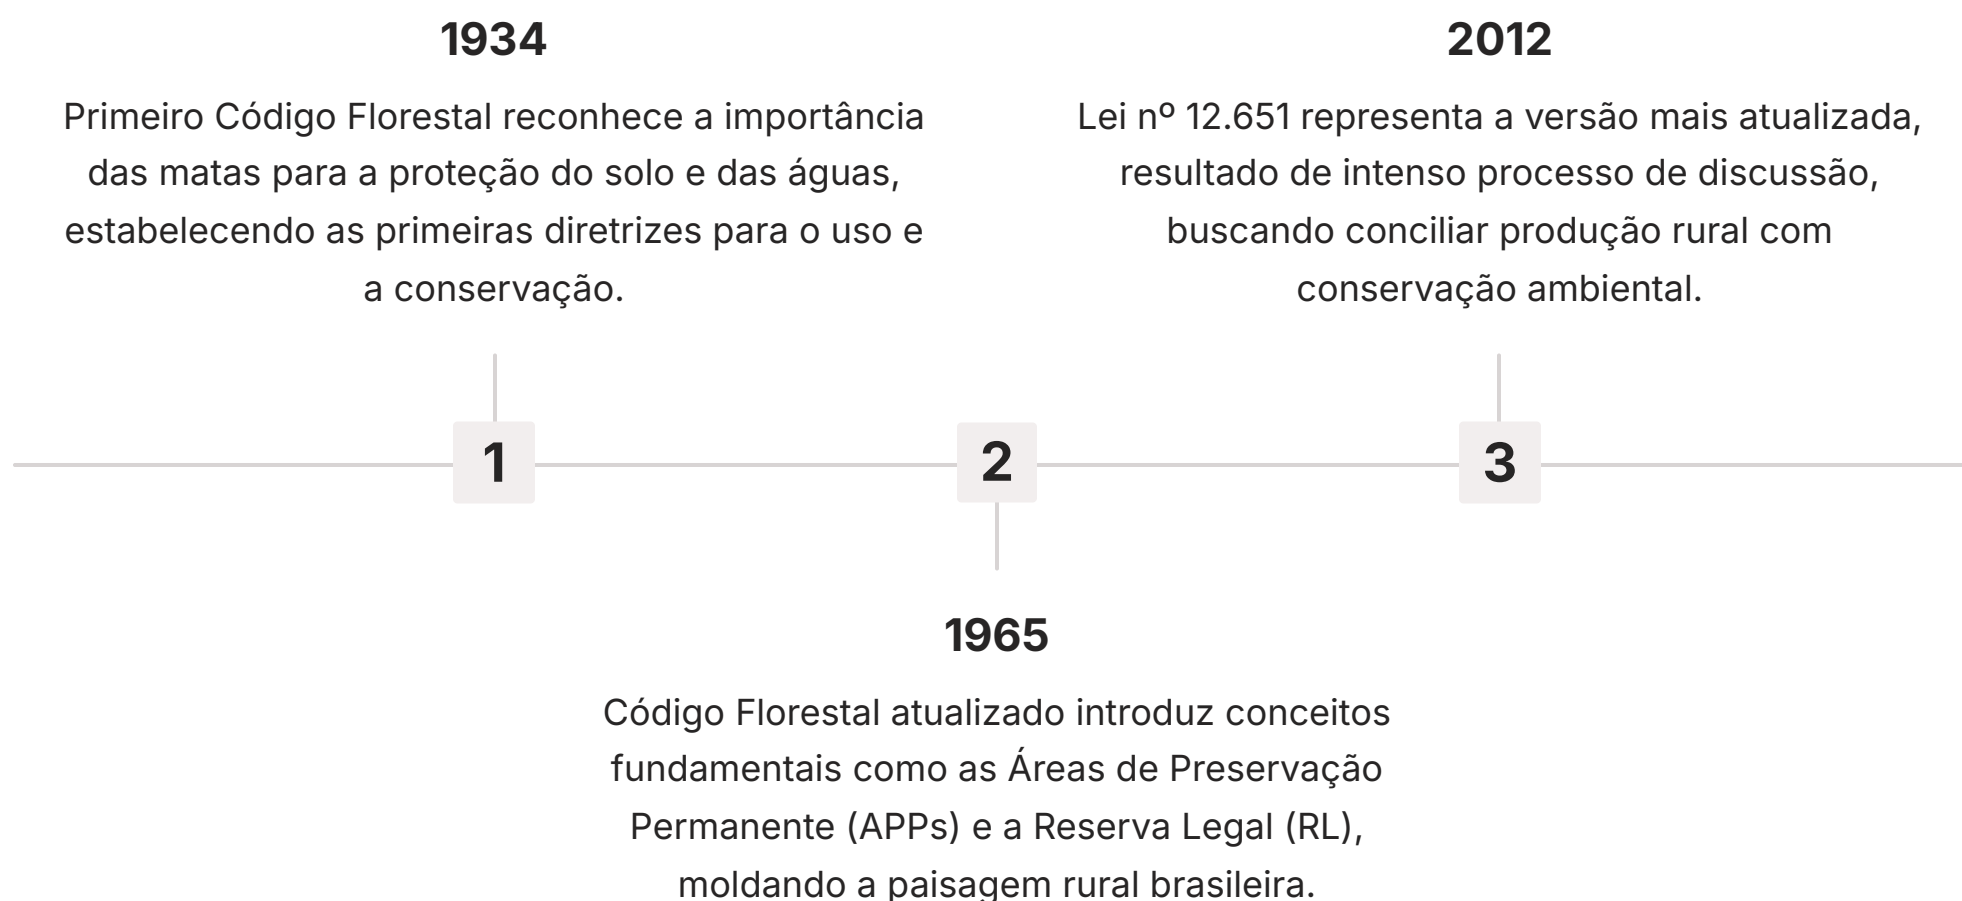 1934
Primeiro Código Florestal reconhece a importância
das matas para a proteção do solo e das águas,
estabelecendo as primeiras diretrizes para o uso e
a conservação.
2012
Lei nº 12.651 representa a versão mais atualizada,
resultado de intenso processo de discussão,
buscando conciliar produção rural com
conservação ambiental.
1
2
3
1965
Código Florestal atualizado introduz conceitos
fundamentais como as Áreas de Preservação
Permanente (APPs) e a Reserva Legal (RL),
moldando a paisagem rural brasileira.